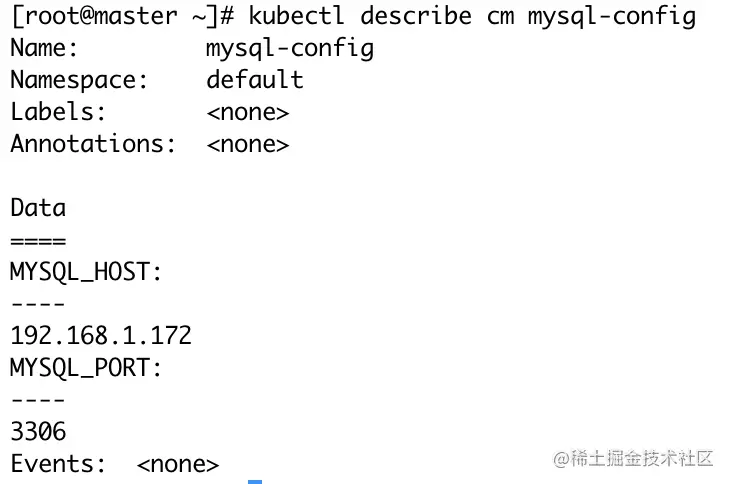 [root@master ~]# kubectl describe cm mysql-config
Name:         mysql-config
Namespace:    default
Labels:       <none>
Annotations:  <none>

Data
====
MYSQL_HOST:
----
192.168.1.172
MYSQL_PORT:
----
3306
Events:  <none>
@稀土掘金技术社区